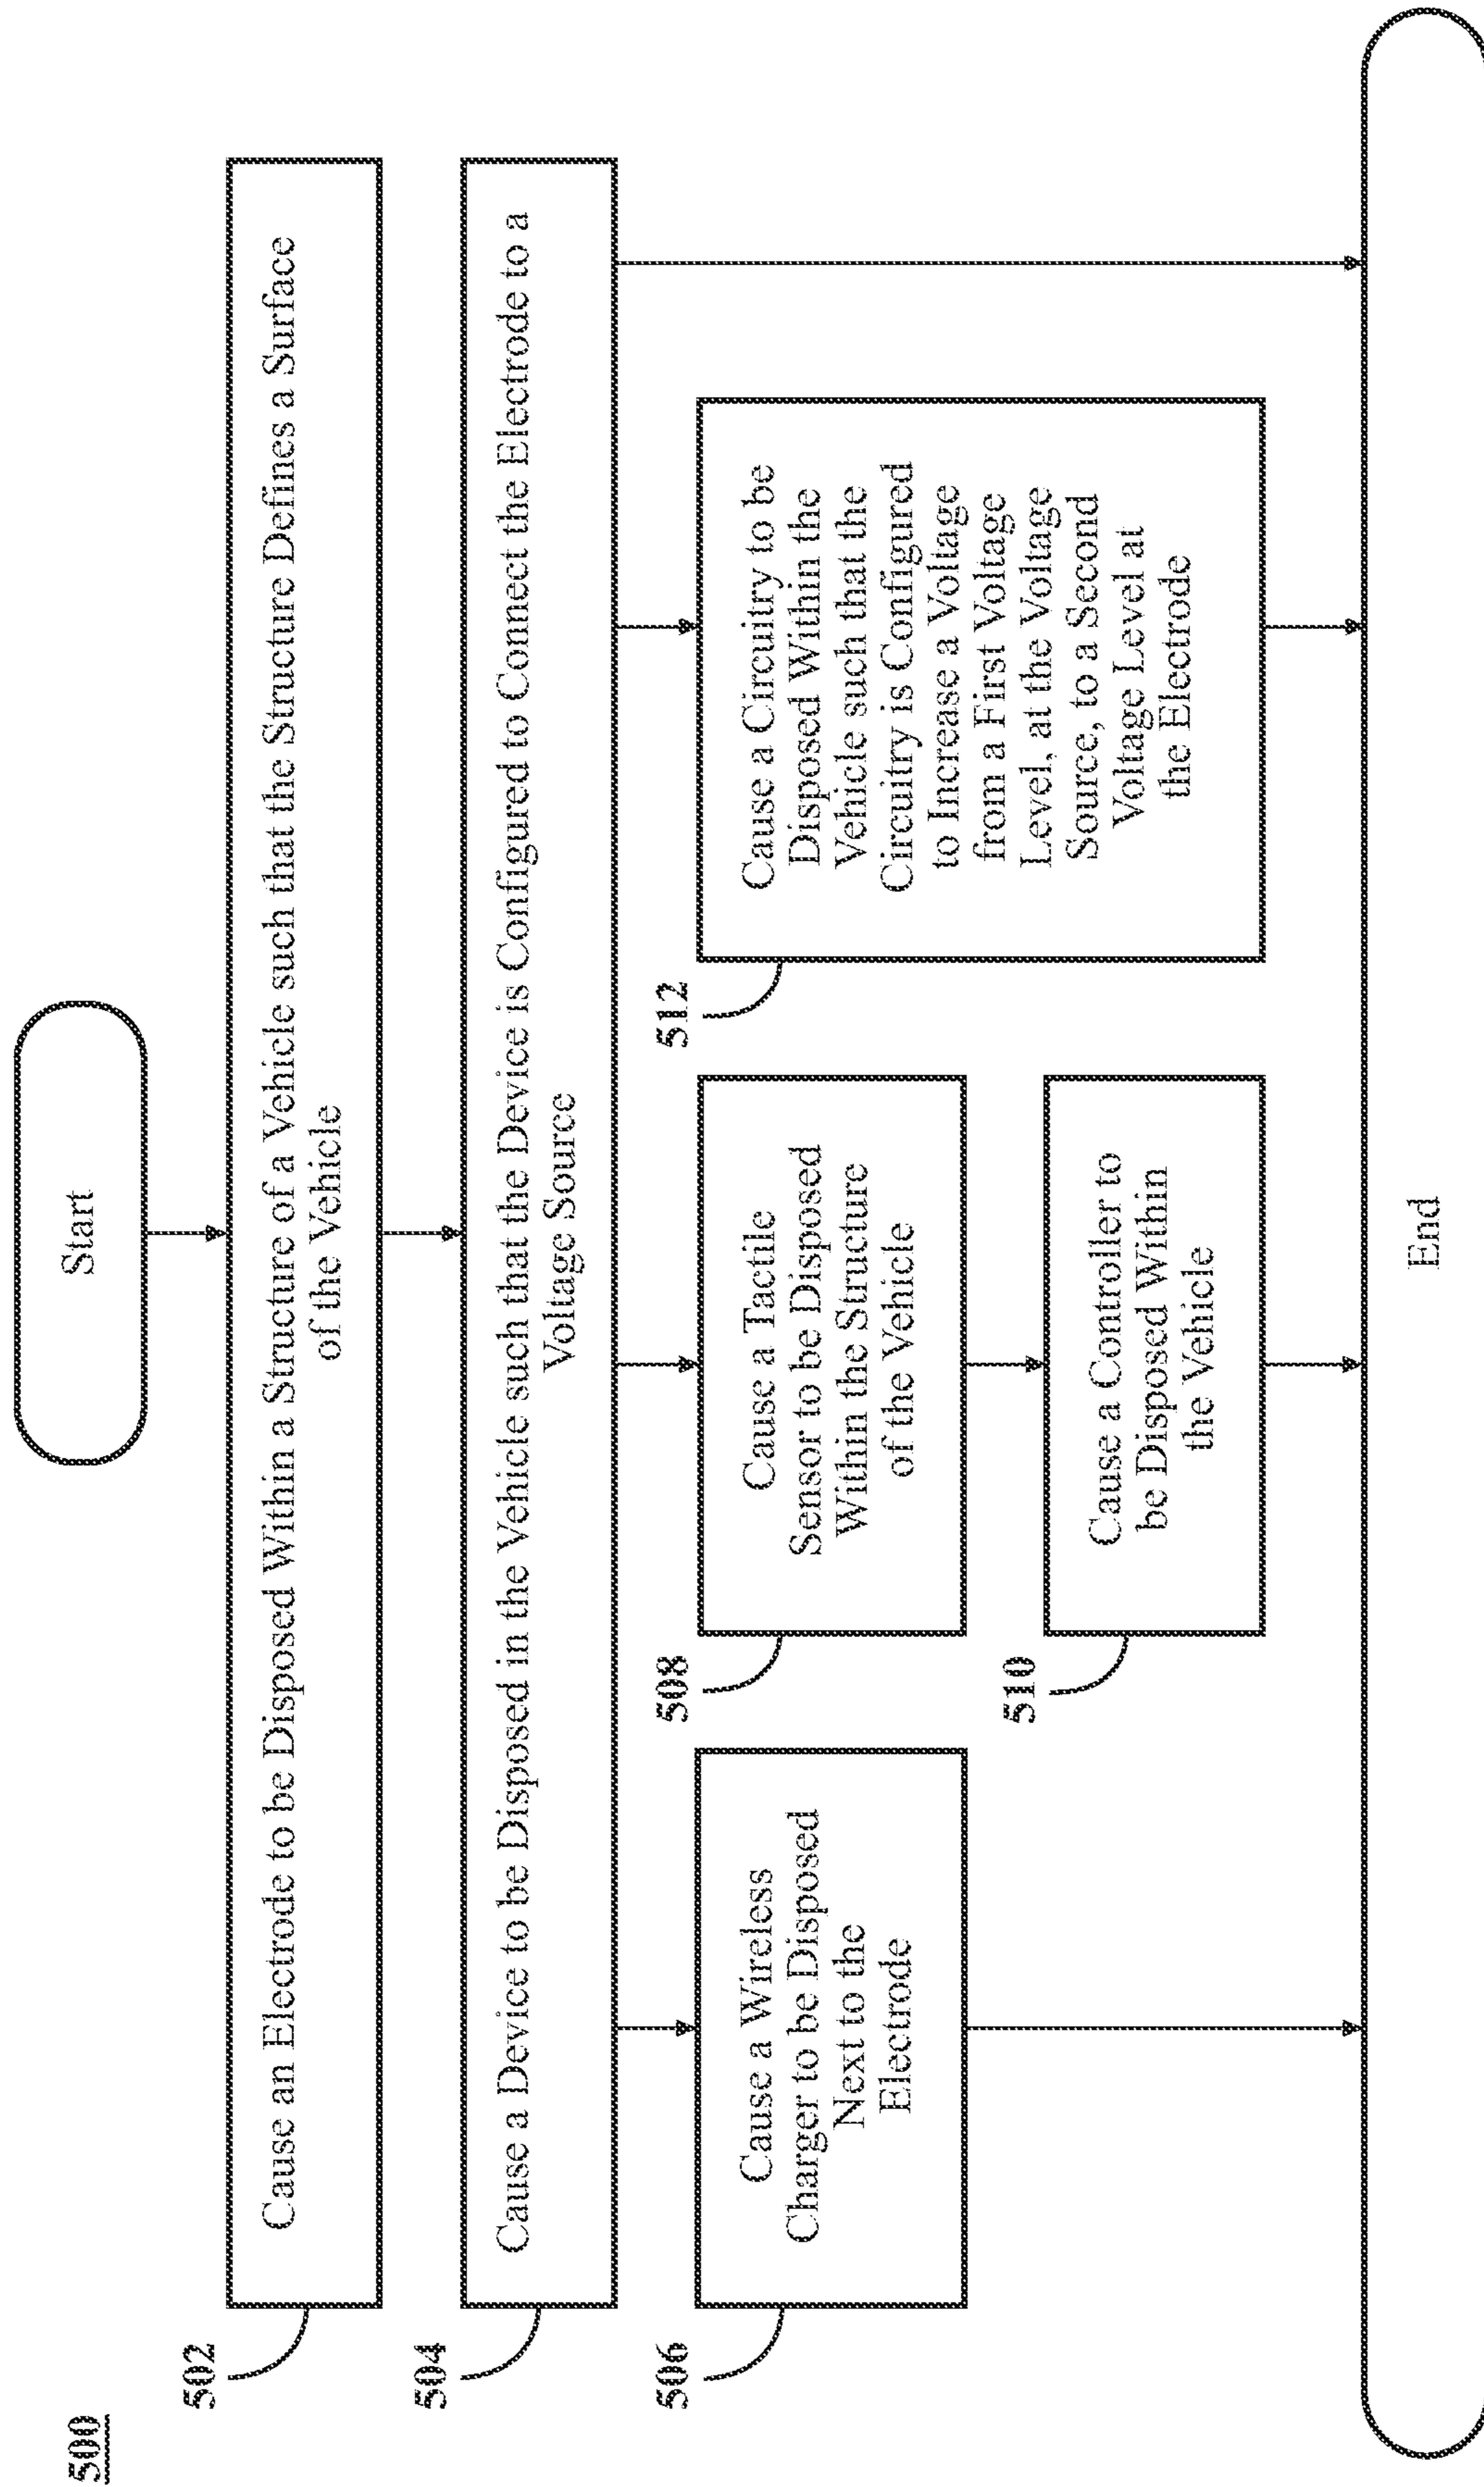 500
Start
502
Cause an Electrode to be Disposed Within a Structure of a Vehicle such that the Structure Defines a Surface
of the Vehicle
504
Cause a Device to be Disposed in the Vehicle such that the Device is Configured to Connect the Electrode to a
Voltage Source
506
Cause a Wireless
Charger to be Disposed
Next to the
Electrode
508
Cause a Tactile
Sensor to be Disposed
Within the Structure
of the Vehicle
510
Cause a Controller to
be Disposed Within
the Vehicle
512
Cause a Circuitry to be
Disposed Within the
Vehicle such that the
Circuitry is Configured
to Increase a Voltage
from a First Voltage
Level, at the Voltage
Source, to a Second
Voltage Level at
the Electrode
End